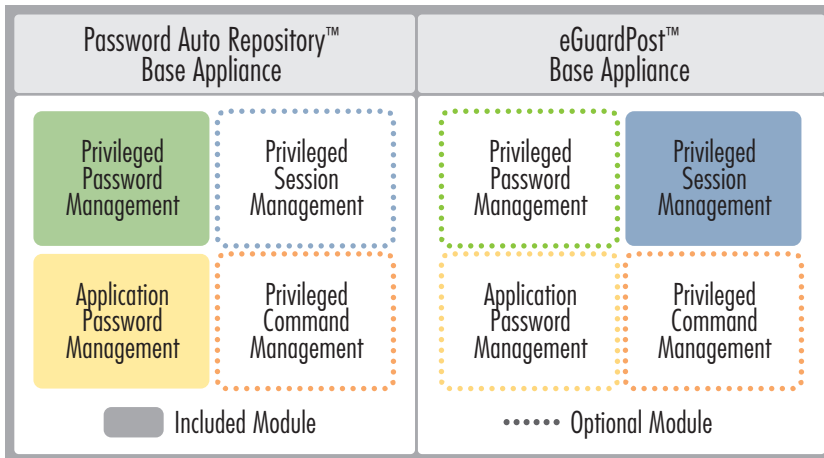 Password Auto Repository™
Base Appliance
eGuardPost™
Base Appliance
Privileged
Password
Management
Privileged
Session
Management
Privileged
Password
Management
Privileged
Session
Management
Application
Password
Management
Privileged
Command
Management
Application
Password
Management
Privileged
Command
Management
Included Module
Optional Module